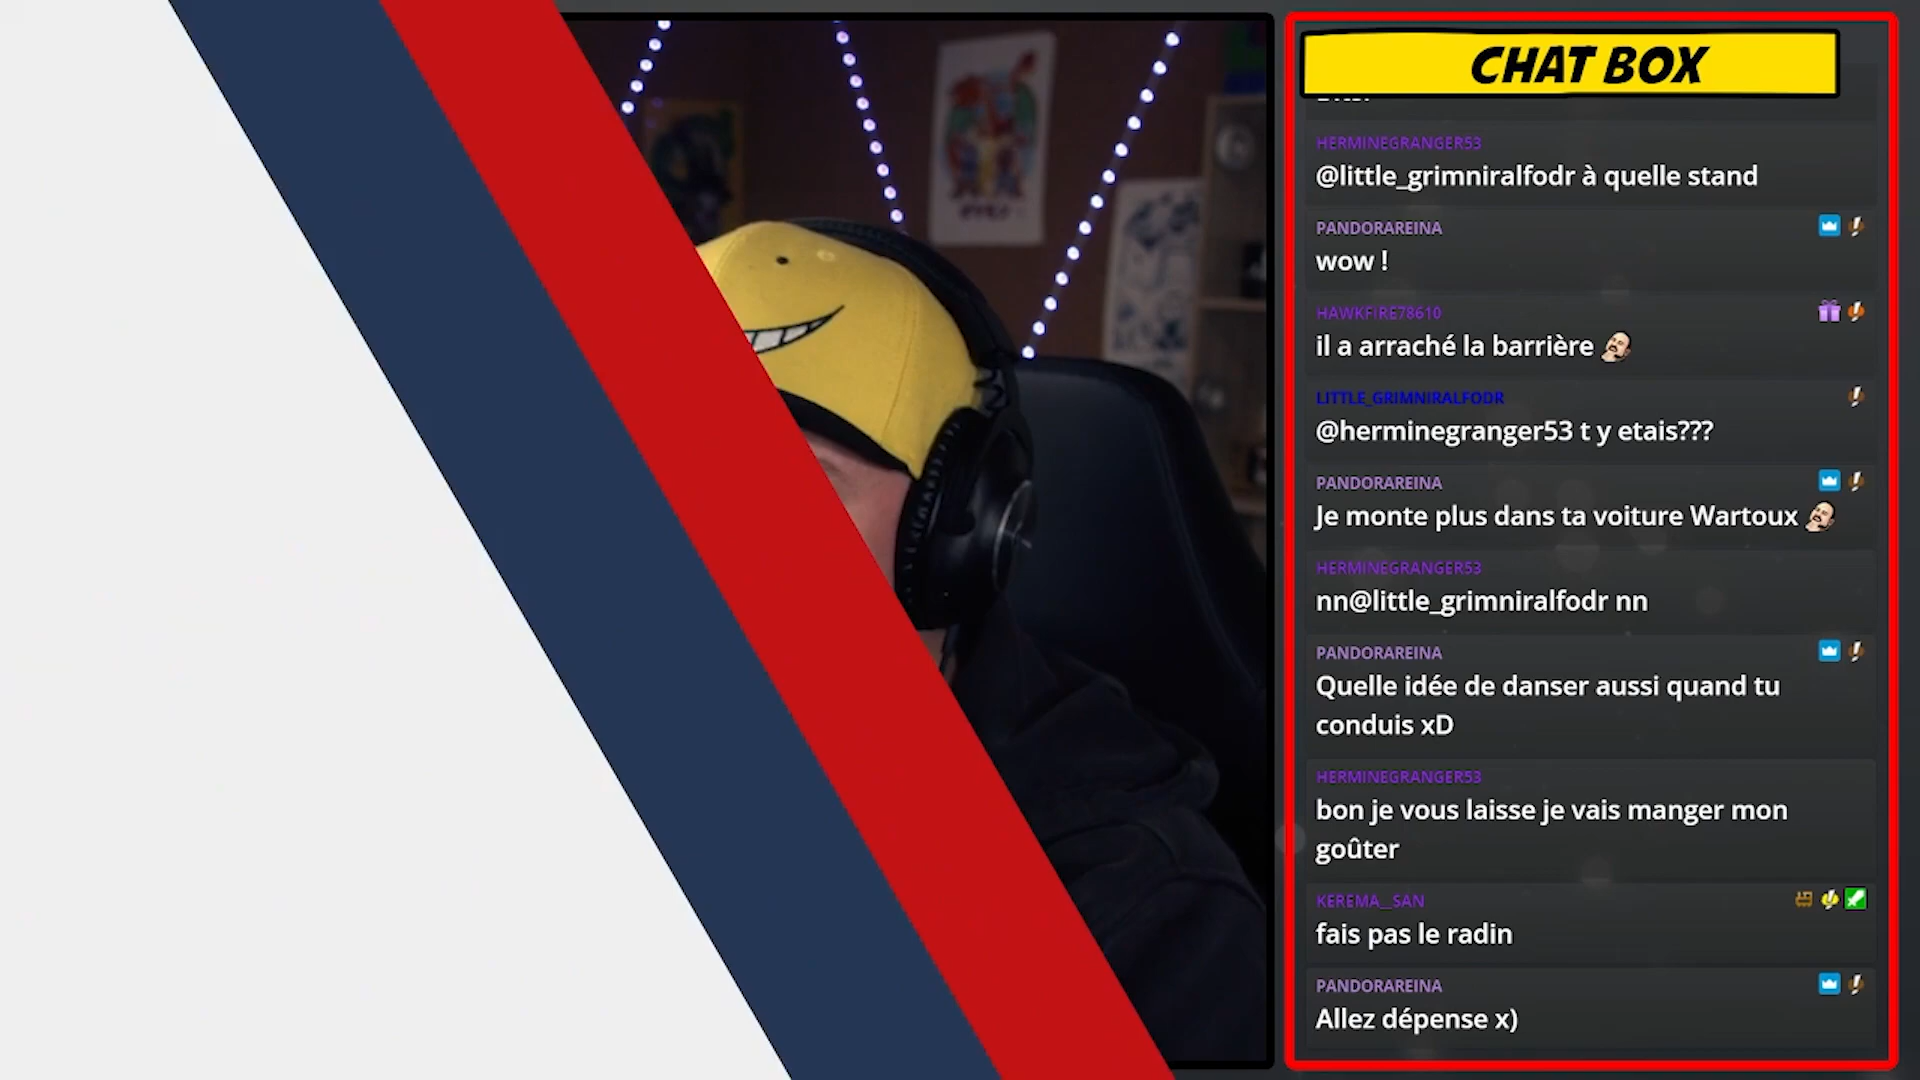 CHAT BOX
HERMINEGRANGER53
@little_grimniralfodr à quelle stand
PANDORAREINA
wow !
HAWKFIRE78610
il a arraché la barrière
LITTLE_GRIMNIRALFODR
@herminegranger53 t y etais???
PANDORAREINA
Je monte plus dans ta voiture Wartoux
HERMINEGRANGER53
nn@little_grimniralfodr nn
PANDORAREINA
Quelle idée de danser aussi quand tu
conduis xD
HERMINEGRANGER53
bon je vous laisse je vais manger mon
goûter
KEREMA__SAN
fais pas le radin
PANDORAREINA
Allez dépense x)